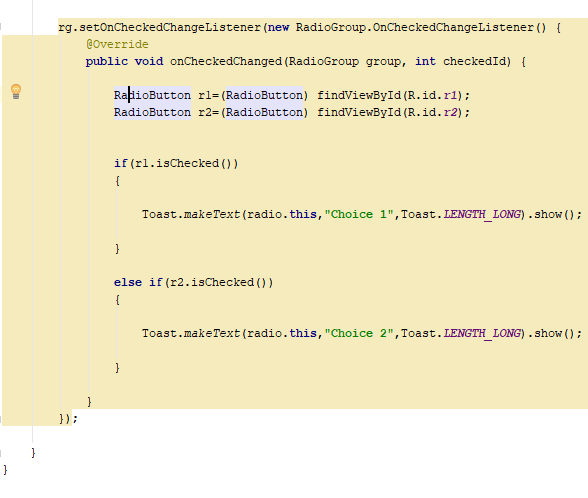 rg.setOnCheckedChangeListener(new RadioGroup.OnCheckedChangeListener() {
@Override
public void onCheckedChanged(RadioGroup group, int checkedId) {
RadioButton r1=(RadioButton) findViewById(R.id.r1);
RadioButton r2=(RadioButton) findViewById(R.id.r2);
if(r1.isChecked())
{
Toast.makeText(radio.this,"Choice 1",Toast.LENGTH_LONG).show();
}
else if(r2.isChecked())
{
Toast.makeText(radio.this,"Choice 2",Toast.LENGTH_LONG).show();
}
}
});
}
}